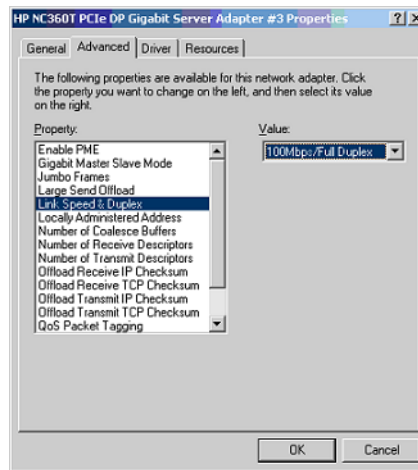 HP NC360T PCIe DP Gigabit Server Adapter #3 Properties
General
Advanced
Driver
Resources
The following properties are available for this network adapter. Click
the property you want to change on the left, and then select its value
on the right.
Property:
Value:
Enable PME
Gigabit Master Slave Mode
Jumbo Frames
Large Send Offload
Link Speed & Duplex
Locally Administered Address
Number of Coalesce Buffers
Number of Receive Descriptors
Number of Transmit Descriptors
Offload Receive IP Checksum
Offload Receive TCP Checksum
Offload Transmit IP Checksum
Offload Transmit TCP Checksum
QoS Packet Tagging
100Mbps/Full Duplex
OK
Cancel